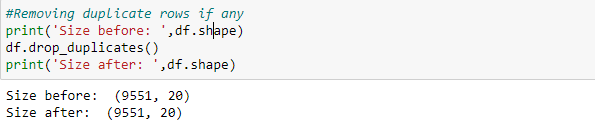 #Removing duplicate rows if any
print('Size before: ',df.shape)
df.drop_duplicates()
print('Size after: ',df.shape)
Size before:  (9551, 20)
Size after:  (9551, 20)